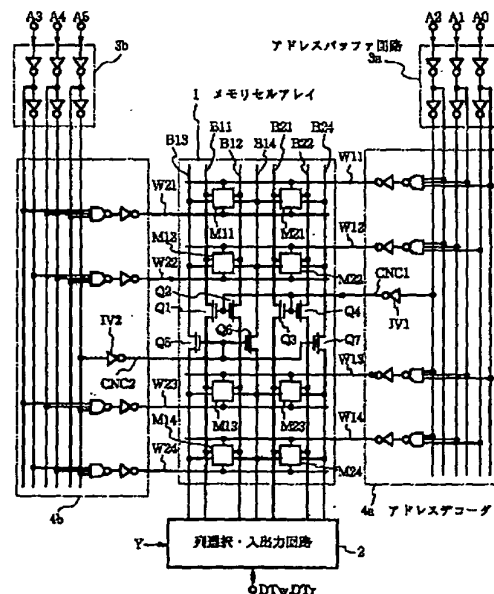 A3 A4 A5
A2 A1 A0
アドレスバッファ回路
3b
3a
1 メモリセルアレイ
B13 B11 B12 B14 B21 B22 B24
W11
W21
M11 M21
W12
M12
W22
M22
CNC1
Q2
Q1
Q4
Q6
Q3
IV1
IV2
Q5
Q7
CNC2
W13
W23
M13 M23
M14
W14
W24
M24
4b
4a
アドレスデコーダ
Y
列選択・入出力回路
2
DTw,DTr